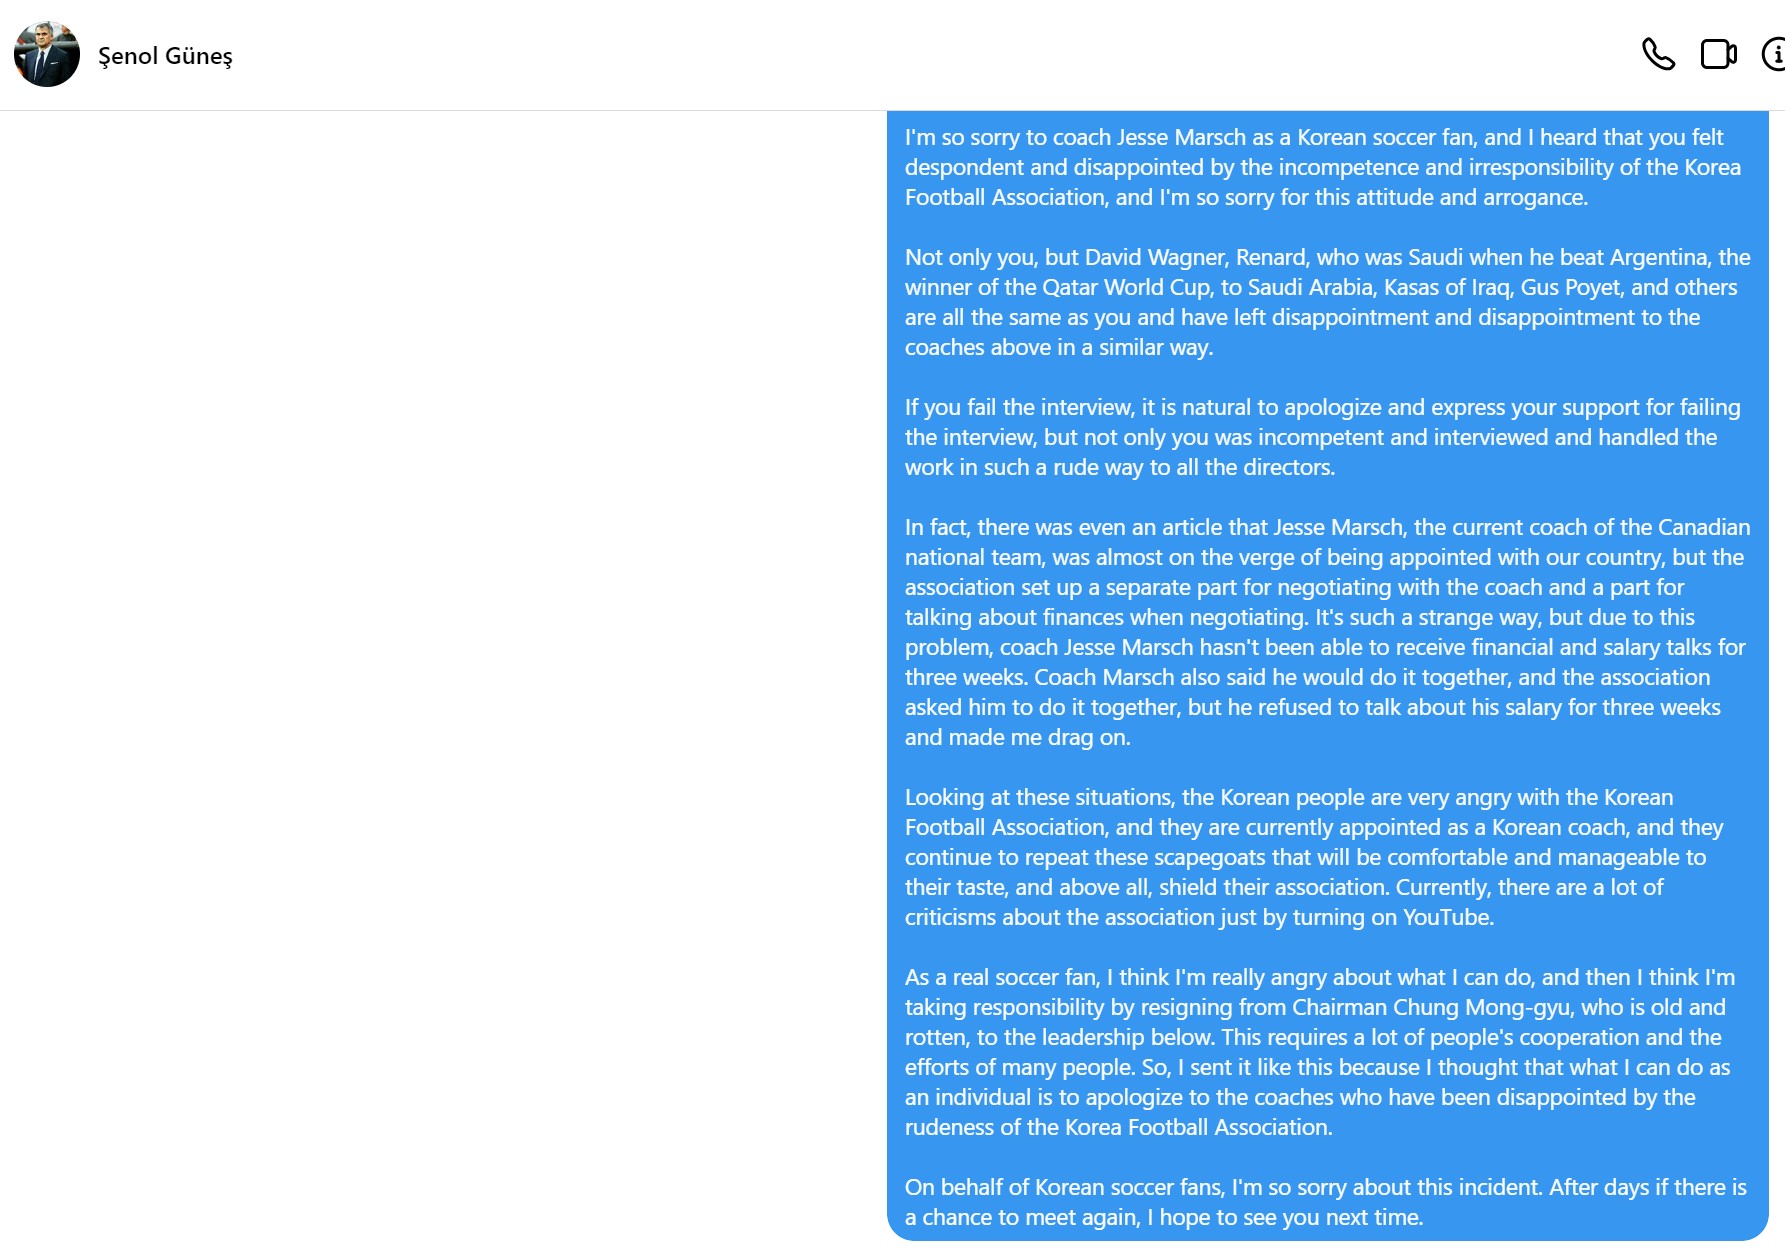 Şenol Güneş
I'm so sorry to coach Jesse Marsch as a Korean soccer fan, and I heard that you felt
despondent and disappointed by the incompetence and irresponsibility of the Korea
Football Association, and I'm so sorry for this attitude and arrogance.
Not only you, but David Wagner, Renard, who was Saudi when he beat Argentina, the
winner of the Qatar World Cup, to Saudi Arabia, Kasas of Iraq, Gus Poyet, and others
are all the same as you and have left disappointment and disappointment to the
coaches above in a similar way.
If you fail the interview, it is natural to apologize and express your support for failing
the interview, but not only you was incompetent and interviewed and handled the
work in such a rude way to all the directors.
In fact, there was even an article that Jesse Marsch, the current coach of the Canadian
national team, was almost on the verge of being appointed with our country, but the
association set up a separate part for negotiating with the coach and a part for
talking about finances when negotiating. It's such a strange way, but due to this
problem, coach Jesse Marsch hasn't been able to receive financial and salary talks for
three weeks. Coach Marsch also said he would do it together, and the association
asked him to do it together, but he refused to talk about his salary for three weeks
and made me drag on.
Looking at these situations, the Korean people are very angry with the Korean
Football Association, and they are currently appointed as a Korean coach, and they
continue to repeat these scapegoats that will be comfortable and manageable to
their taste, and above all, shield their association. Currently, there are a lot of
criticisms about the association just by turning on YouTube.
As a real soccer fan, I think I'm really angry about what I can do, and then I think I'm
taking responsibility by resigning from Chairman Chung Mong-gyu, who is old and
rotten, to the leadership below. This requires a lot of people's cooperation and the
efforts of many people. So, I sent it like this because I thought that what I can do as
an individual is to apologize to the coaches who have been disappointed by the
rudeness of the Korea Football Association.
On behalf of Korean soccer fans, I'm so sorry about this incident. After days if there is
a chance to meet again, I hope to see you next time.